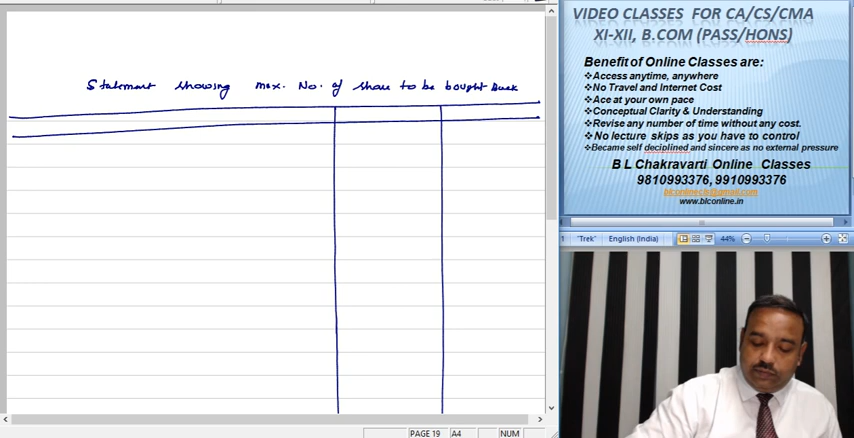 Statement showing max. No. of share to be bought Back
VIDEO CLASSES FOR CA/CS/CMA
XI-XII, B.COM (PASS/HONS)
Benefit of Online Classes are:
❖Access anytime, anywhere
❖No Travel and Internet Cost
❖Ace at your own pace
❖Conceptual Clarity & Understanding
❖Revise any number of time without any cost.
❖No lecture skips as you have to control
❖Became self deciplined and sincere as no external pressure
B L Chakravarti Online Classes
9810993376, 9910993376
www.blconline.in
1 "Trek" English (India) 44%
PAGE 19 A4 NUM